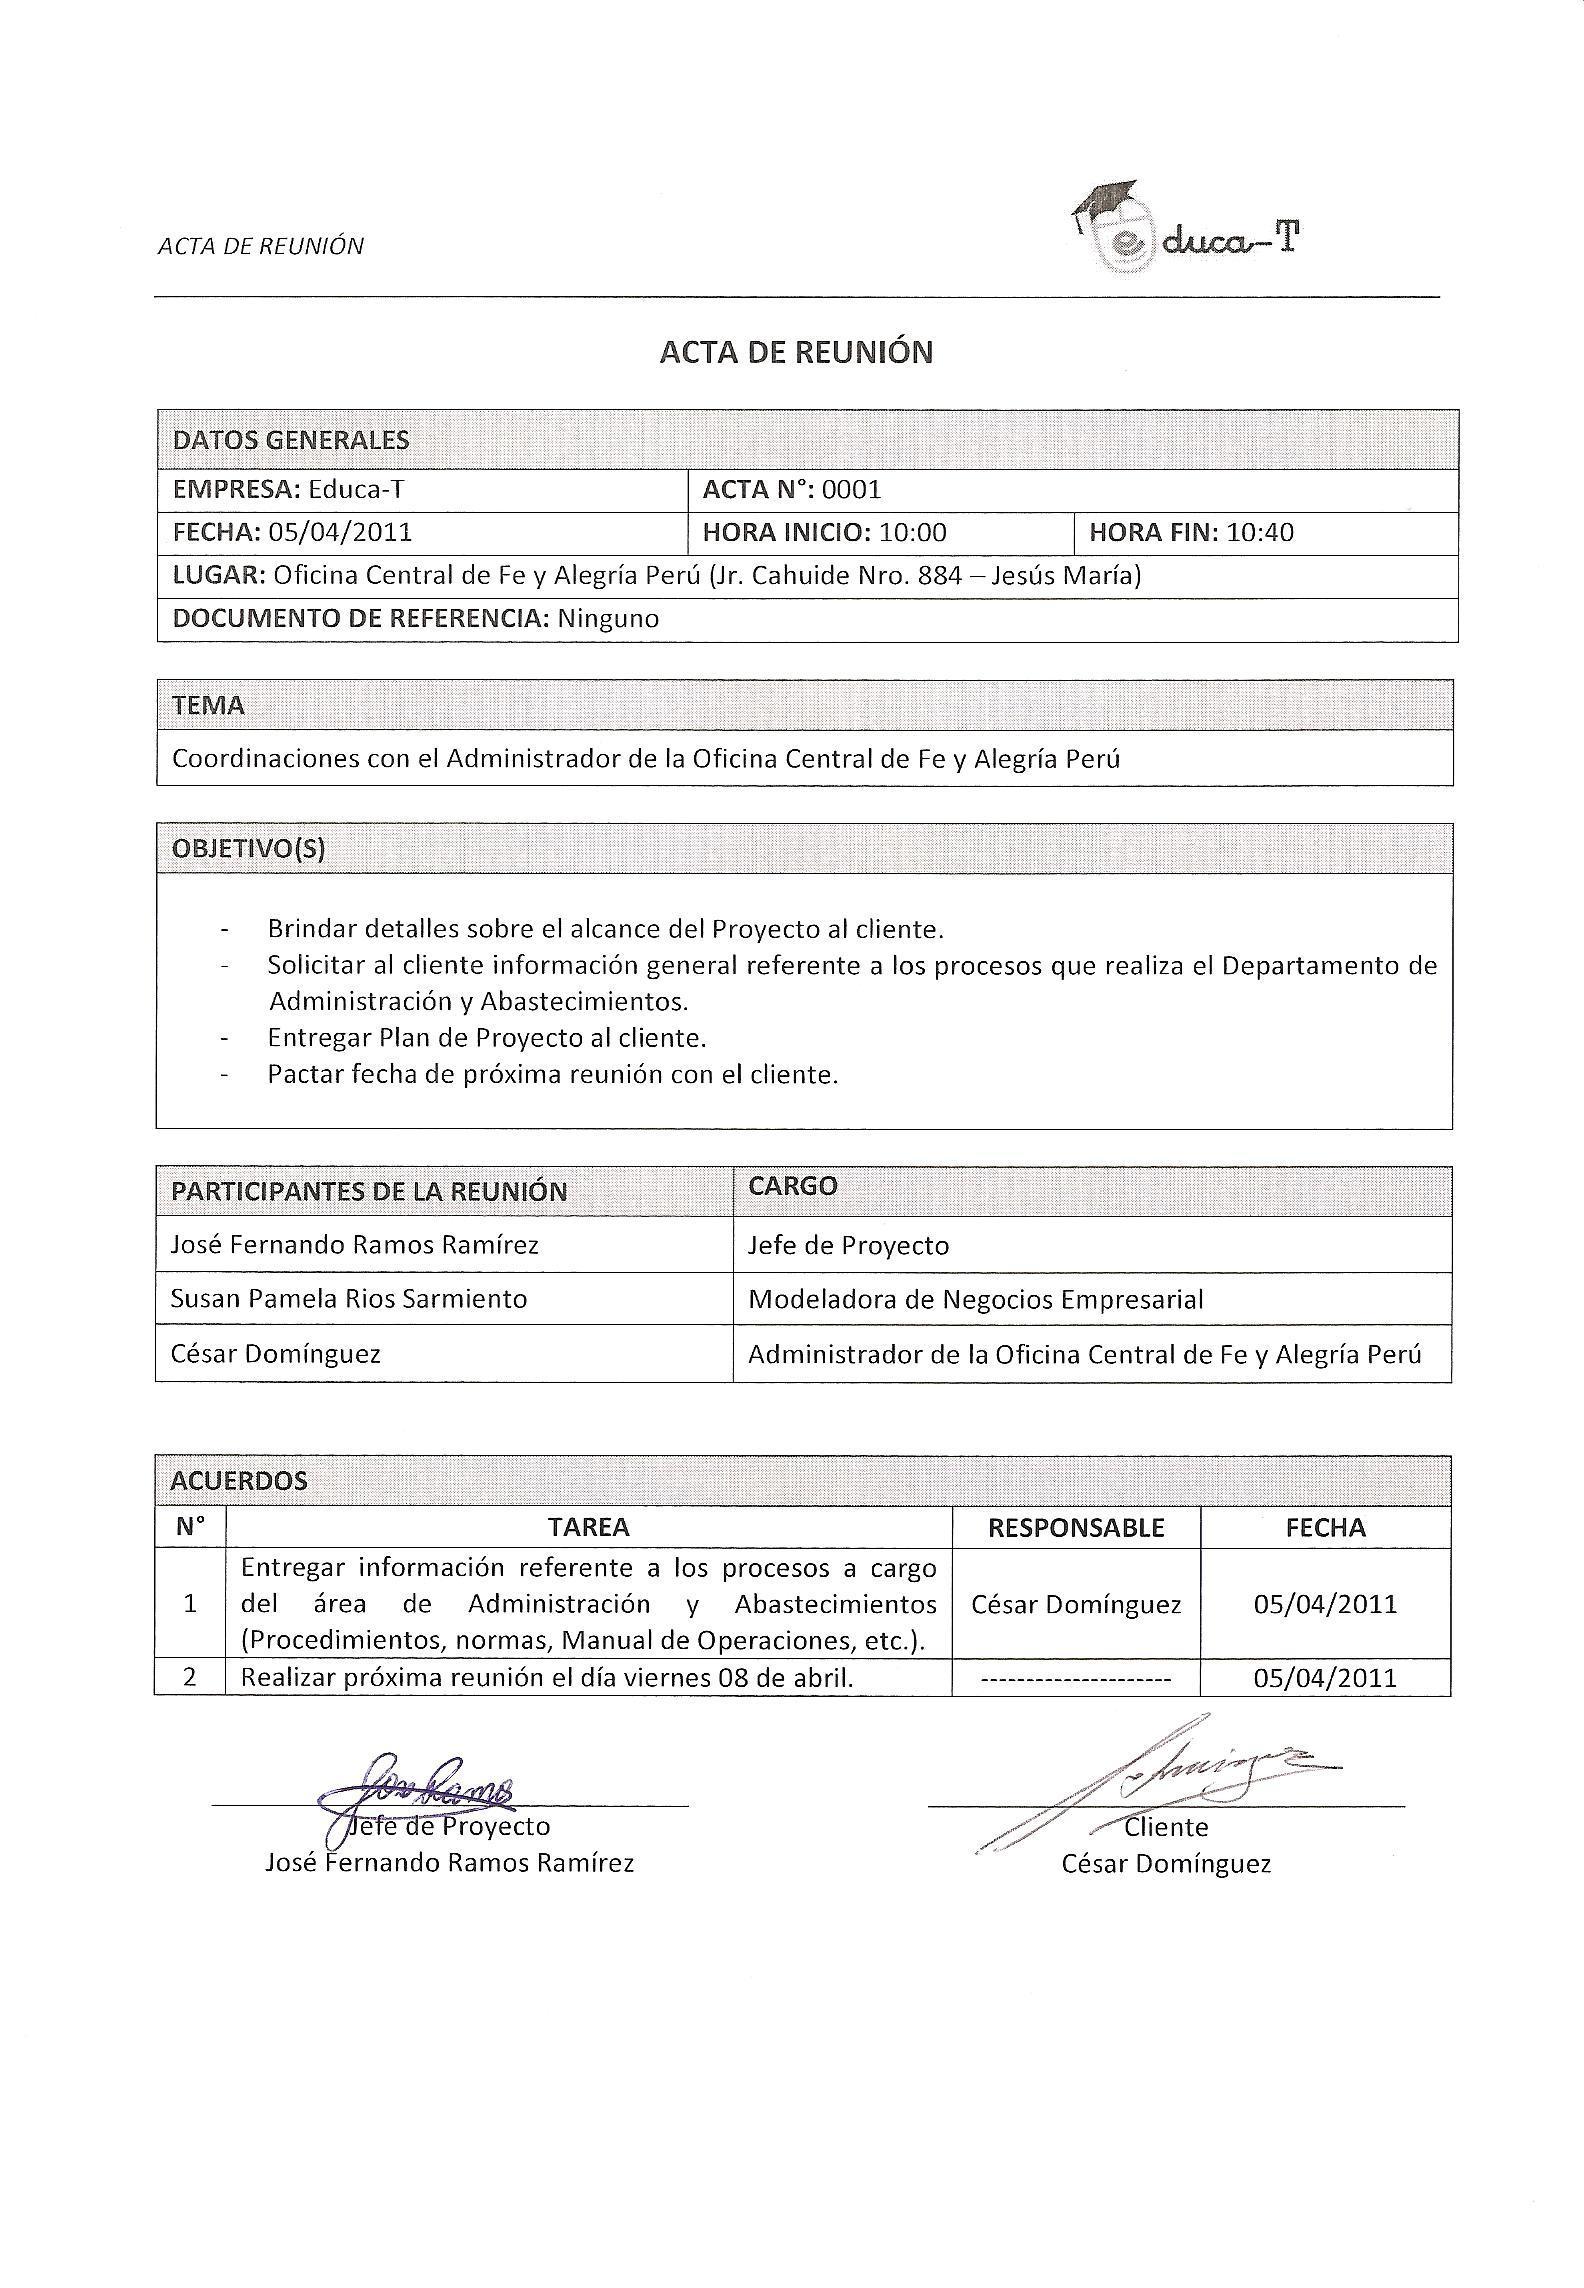 ACTA DE REUNIÓN
educa-T
ACTA DE REUNIÓN
DATOS GENERALES
EMPRESA: Educa-T ACTA N°: 0001
FECHA: 05/04/2011 HORA INICIO: 10:00 HORA FIN: 10:40
LUGAR: Oficina Central de Fe y Alegría Perú (Jr. Cahuide Nro. 884 – Jesús María)
DOCUMENTO DE REFERENCIA: Ninguno
TEMA
Coordinaciones con el Administrador de la Oficina Central de Fe y Alegría Perú
OBJETIVO(S)
- Brindar detalles sobre el alcance del Proyecto al cliente.
- Solicitar al cliente información general referente a los procesos que realiza el Departamento de
Administración y Abastecimientos.
- Entregar Plan de Proyecto al cliente.
- Pactar fecha de próxima reunión con el cliente.
PARTICIPANTES DE LA REUNIÓN CARGO
José Fernando Ramos Ramírez Jefe de Proyecto
Susan Pamela Rios Sarmiento Modeladora de Negocios Empresarial
César Domínguez Administrador de la Oficina Central de Fe y Alegría Perú
ACUERDOS
N° TAREA RESPONSABLE FECHA
Entregar información referente a los procesos a cargo
1 del área de Administración y Abastecimientos César Domínguez 05/04/2011
(Procedimientos, normas, Manual de Operaciones, etc.).
2 Realizar próxima reunión el día viernes 08 de abril. --------------------- 05/04/2011
Jose Ramos
Jefe de Proyecto Cliente
José Fernando Ramos Ramírez César Domínguez